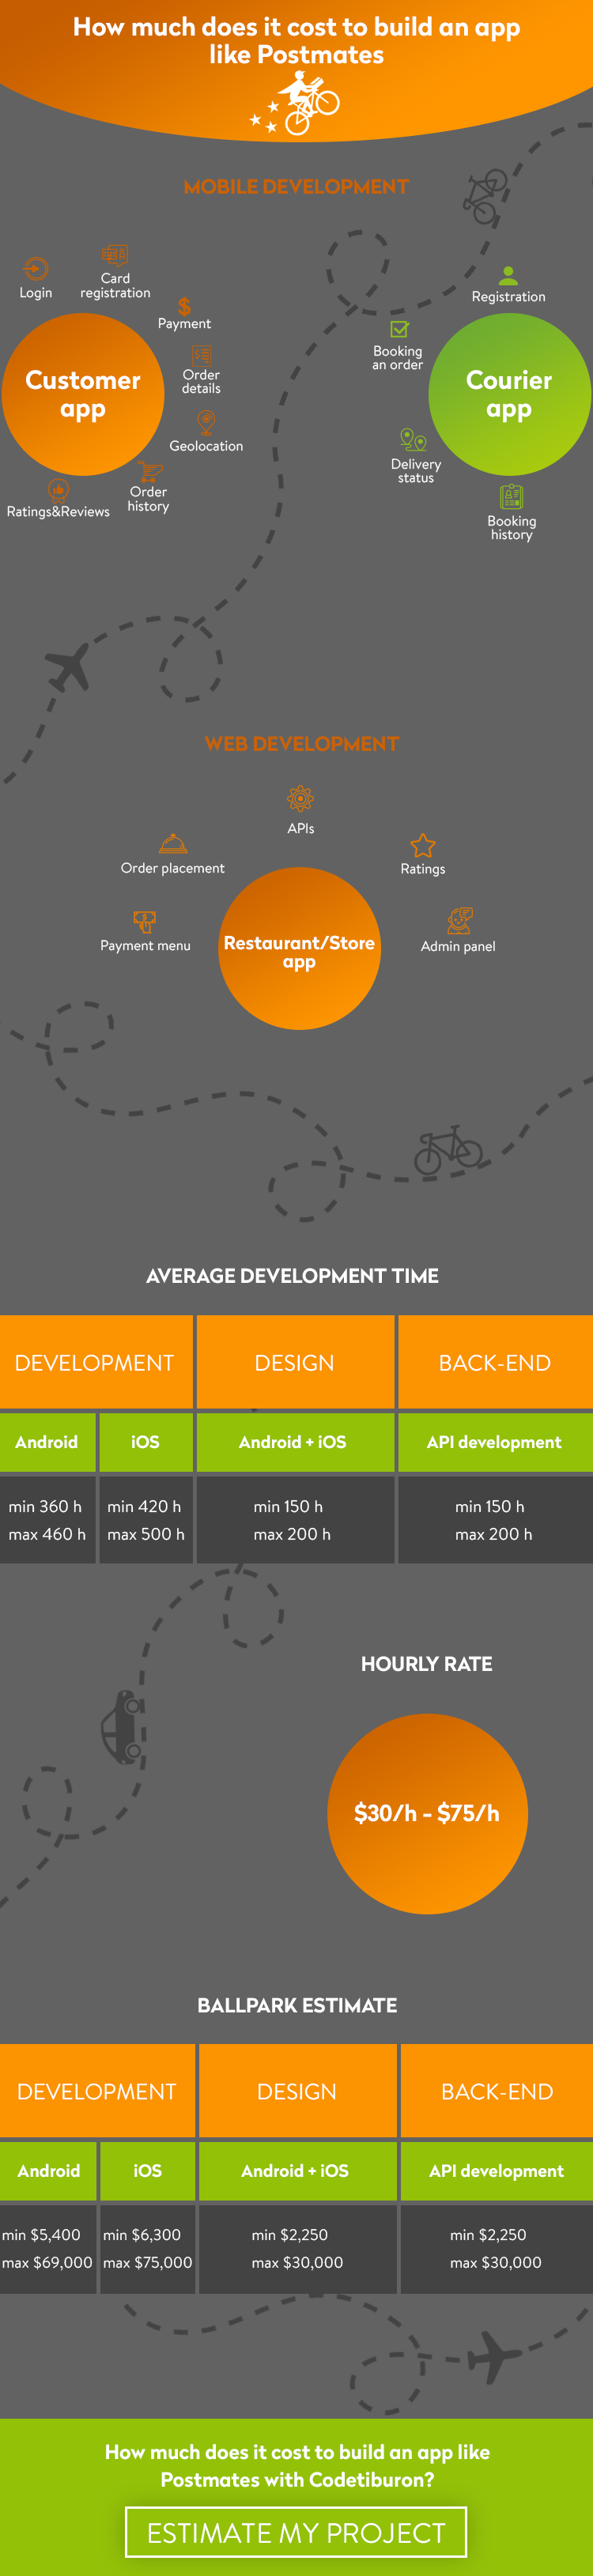 How much does it cost to build an app
like Postmates
MOBILE DEVELOPMENT
Login
Card
registration
Payment
Order
details
Geolocation
Order
history
Ratings&Reviews
Customer
app
Registration
Booking
an order
Delivery
status
Booking
history
Courier
app
WEB DEVELOPMENT
APIs
Order placement
Ratings
Payment menu
Admin panel
Restaurant/Store
app
AVERAGE DEVELOPMENT TIME
DEVELOPMENT DESIGN BACK-END
Android iOS Android + iOS API development
min 360 h min 420 h min 150 h min 150 h
max 460 h max 500 h max 200 h max 200 h
HOURLY RATE
$30/h - $75/h
BALLPARK ESTIMATE
DEVELOPMENT DESIGN BACK-END
Android iOS Android + iOS API development
min $5,400 min $6,300 min $2,250 min $2,250
max $69,000 max $75,000 max $30,000 max $30,000
How much does it cost to build an app like
Postmates with Codetiburon?
ESTIMATE MY PROJECT